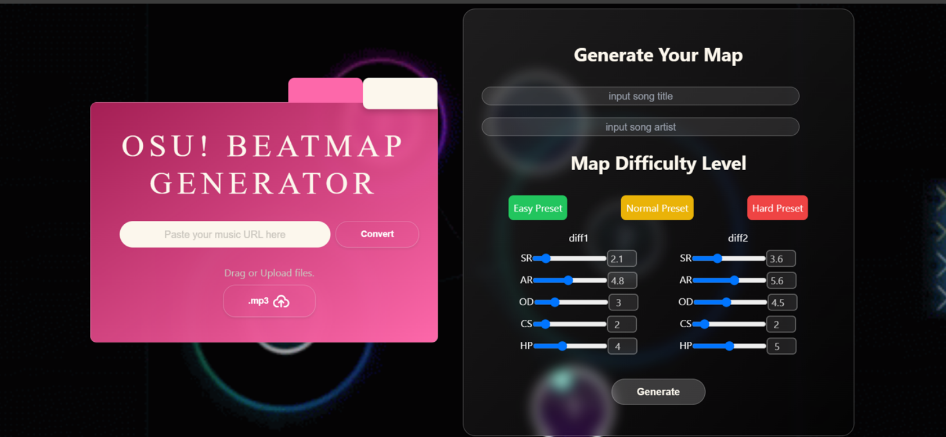 OSU! BEATMAP
GENERATOR
Paste your music URL here
Convert
Drag or Upload files.
.mp3
Generate Your Map
input song title
input song artist
Map Difficulty Level
Easy Preset
Normal Preset
Hard Preset
diff1
SR 2.1
AR 4.8
OD 3
CS 2
HP 4
diff2
SR 3.6
AR 5.6
OD 4.5
CS 2
HP 5
Generate